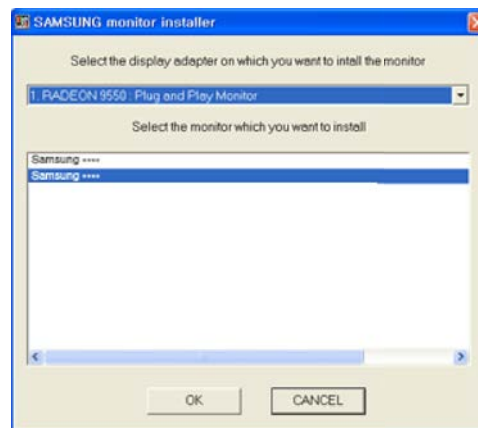 SAMSUNG monitor installer
Select the display adapter on which you want to intall the monitor
1. RADEON 9550 : Plug and Play Monitor
Select the monitor which you want to install
Samsung ****
Samsung ****
OK
CANCEL